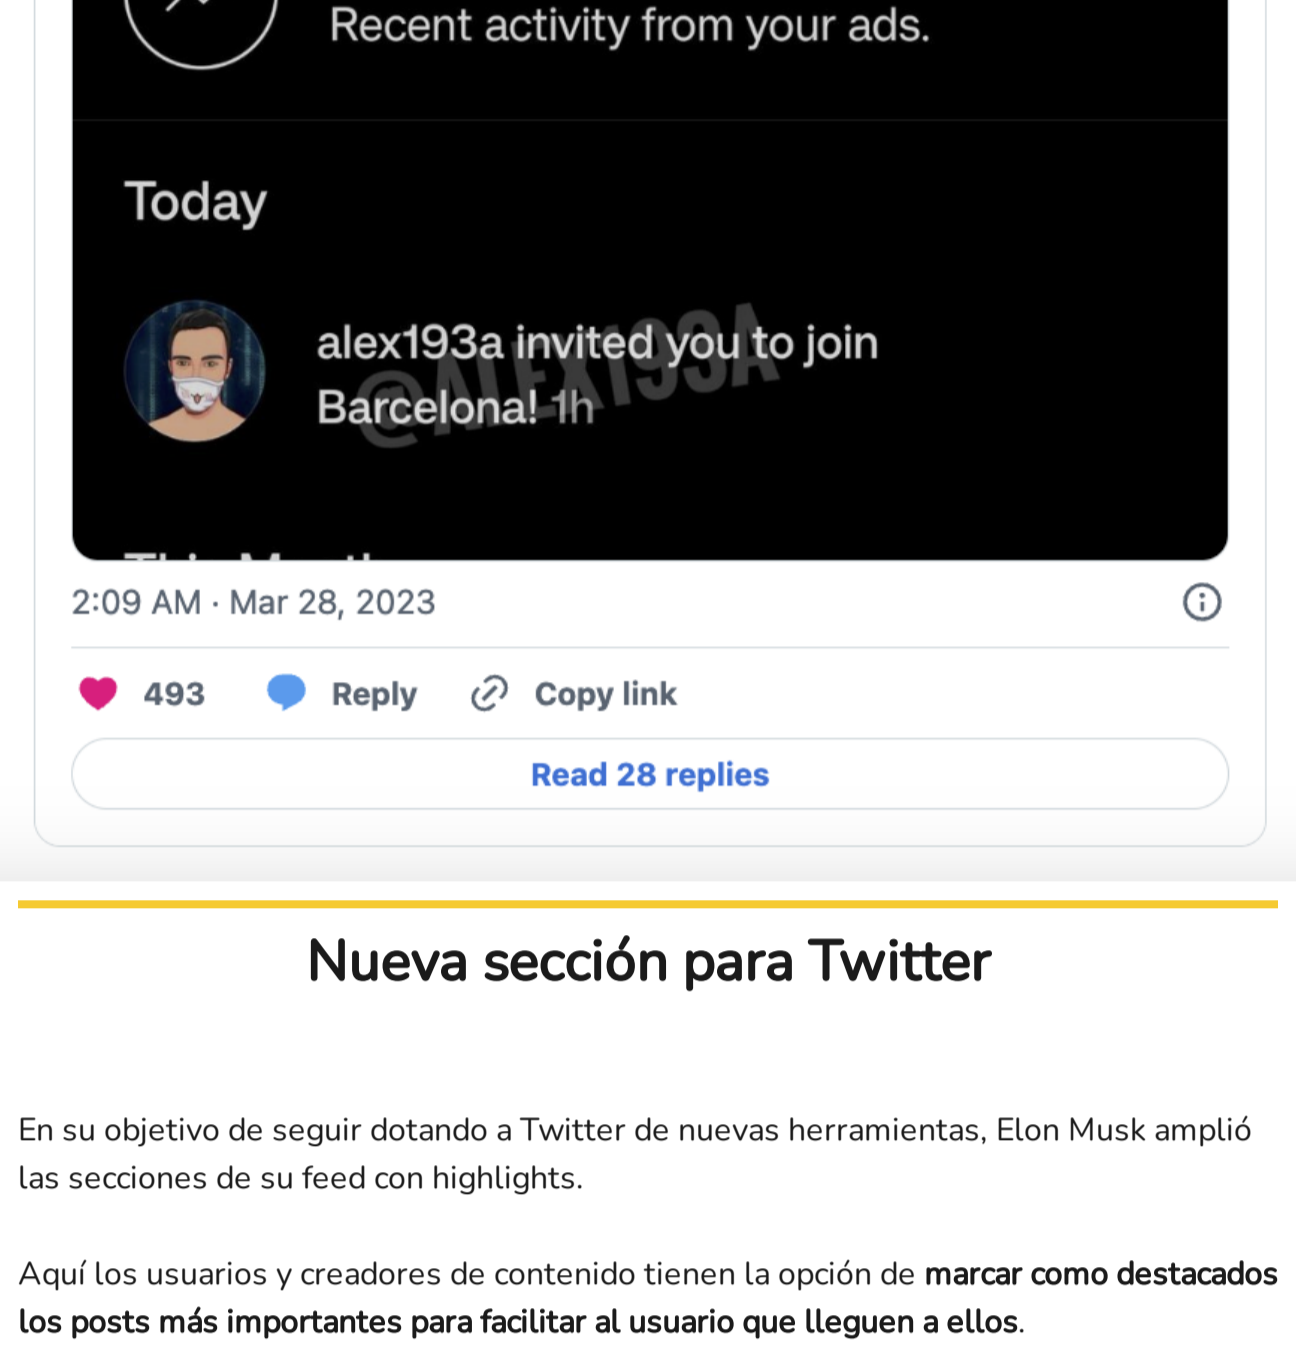 Recent activity from your ads.
Today
alex193a invited you to join
Barcelona! 1h
@ALEX193A
2:09 AM · Mar 28, 2023
493 Reply Copy link
Read 28 replies
Nueva sección para Twitter
En su objetivo de seguir dotando a Twitter de nuevas herramientas, Elon Musk amplió
las secciones de su feed con highlights.
Aquí los usuarios y creadores de contenido tienen la opción de marcar como destacados
los posts más importantes para facilitar al usuario que lleguen a ellos.